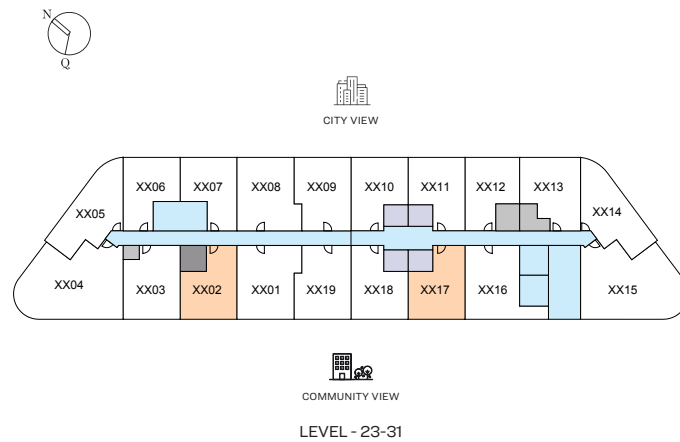 N
Q
CITY VIEW
XX06 XX07 XX08 XX09 XX10 XX11 XX12 XX13
XX05 XX14
XX04 XX03 XX02 XX01 XX19 XX18 XX17 XX16 XX15
COMMUNITY VIEW
LEVEL - 23-31